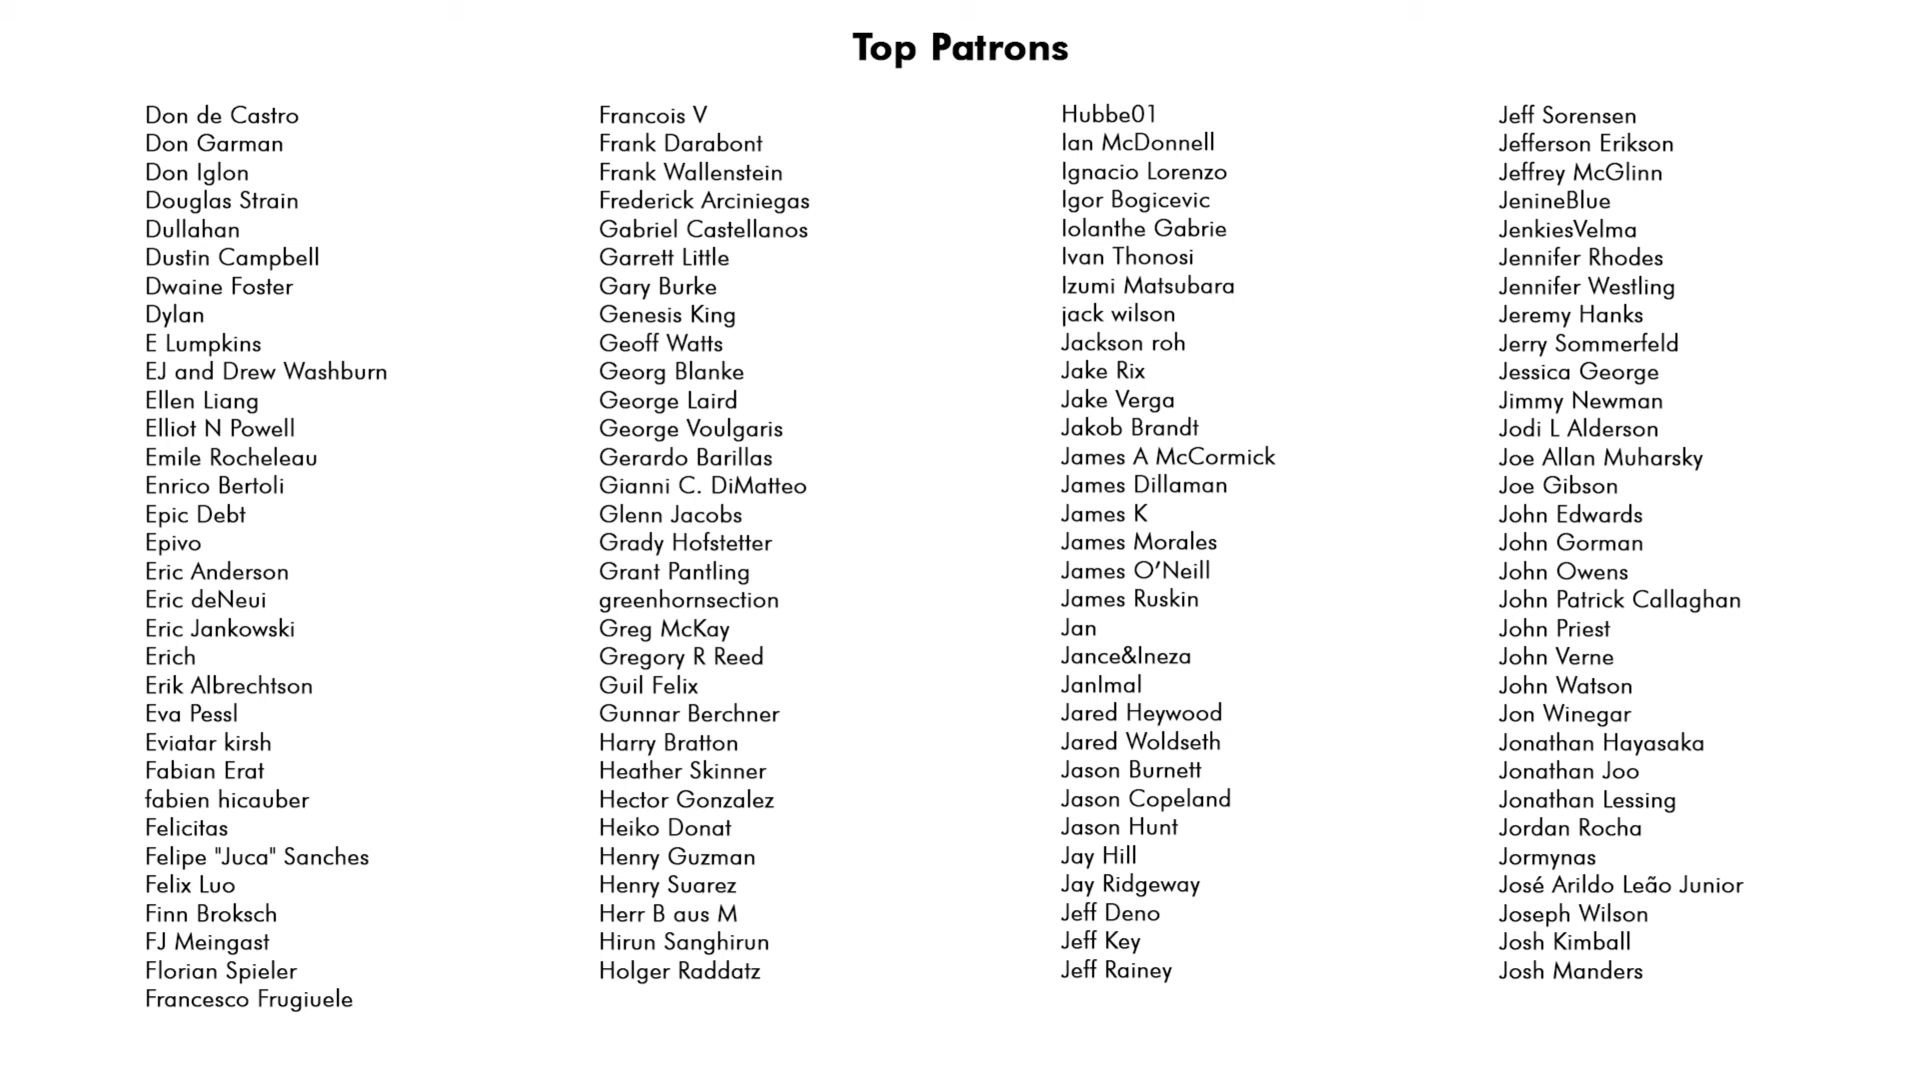 Top Patrons
Don de Castro
Don Garman
Don Iglon
Douglas Strain
Dullahan
Dustin Campbell
Dwaine Foster
Dylan
E Lumpkins
EJ and Drew Washburn
Ellen Liang
Elliot N Powell
Emile Rocheleau
Enrico Bertoli
Epic Debt
Epivo
Eric Anderson
Eric deNeui
Eric Jankowski
Erich
Erik Albrechtson
Eva Pessl
Eviatar kirsh
Fabian Erat
fabien hicauber
Felicitas
Felipe "Juca" Sanches
Felix Luo
Finn Broksch
FJ Meingast
Florian Spieler
Francesco Frugiuele
Francois V
Frank Darabont
Frank Wallenstein
Frederick Arciniegas
Gabriel Castellanos
Garrett Little
Gary Burke
Genesis King
Geoff Watts
Georg Blanke
George Laird
George Voulgaris
Gerardo Barillas
Gianni C. DiMatteo
Glenn Jacobs
Grady Hofstetter
Grant Pantling
greenhornsection
Greg McKay
Gregory R Reed
Guil Felix
Gunnar Berchner
Harry Bratton
Heather Skinner
Hector Gonzalez
Heiko Donat
Henry Guzman
Henry Suarez
Herr B aus M
Hirun Sanghirun
Holger Raddatz
Hubbe01
Ian McDonnell
Ignacio Lorenzo
Igor Bogicevic
Iolanthe Gabrie
Ivan Thonosi
Izumi Matsubara
jack wilson
Jackson roh
Jake Rix
Jake Verga
Jakob Brandt
James A McCormick
James Dillaman
James K
James Morales
James O’Neill
James Ruskin
Jan
Jance&Ineza
JanImal
Jared Heywood
Jared Woldseth
Jason Burnett
Jason Copeland
Jason Hunt
Jay Hill
Jay Ridgeway
Jeff Deno
Jeff Key
Jeff Rainey
Jeff Sorensen
Jefferson Erikson
Jeffrey McGlinn
JenineBlue
JenkiesVelma
Jennifer Rhodes
Jennifer Westling
Jeremy Hanks
Jerry Sommerfeld
Jessica George
Jimmy Newman
Jodi L Alderson
Joe Allan Muharsky
Joe Gibson
John Edwards
John Gorman
John Owens
John Patrick Callaghan
John Priest
John Verne
John Watson
Jon Winegar
Jonathan Hayasaka
Jonathan Joo
Jonathan Lessing
Jordan Rocha
Jormynas
José Arildo Leão Junior
Joseph Wilson
Josh Kimball
Josh Manders